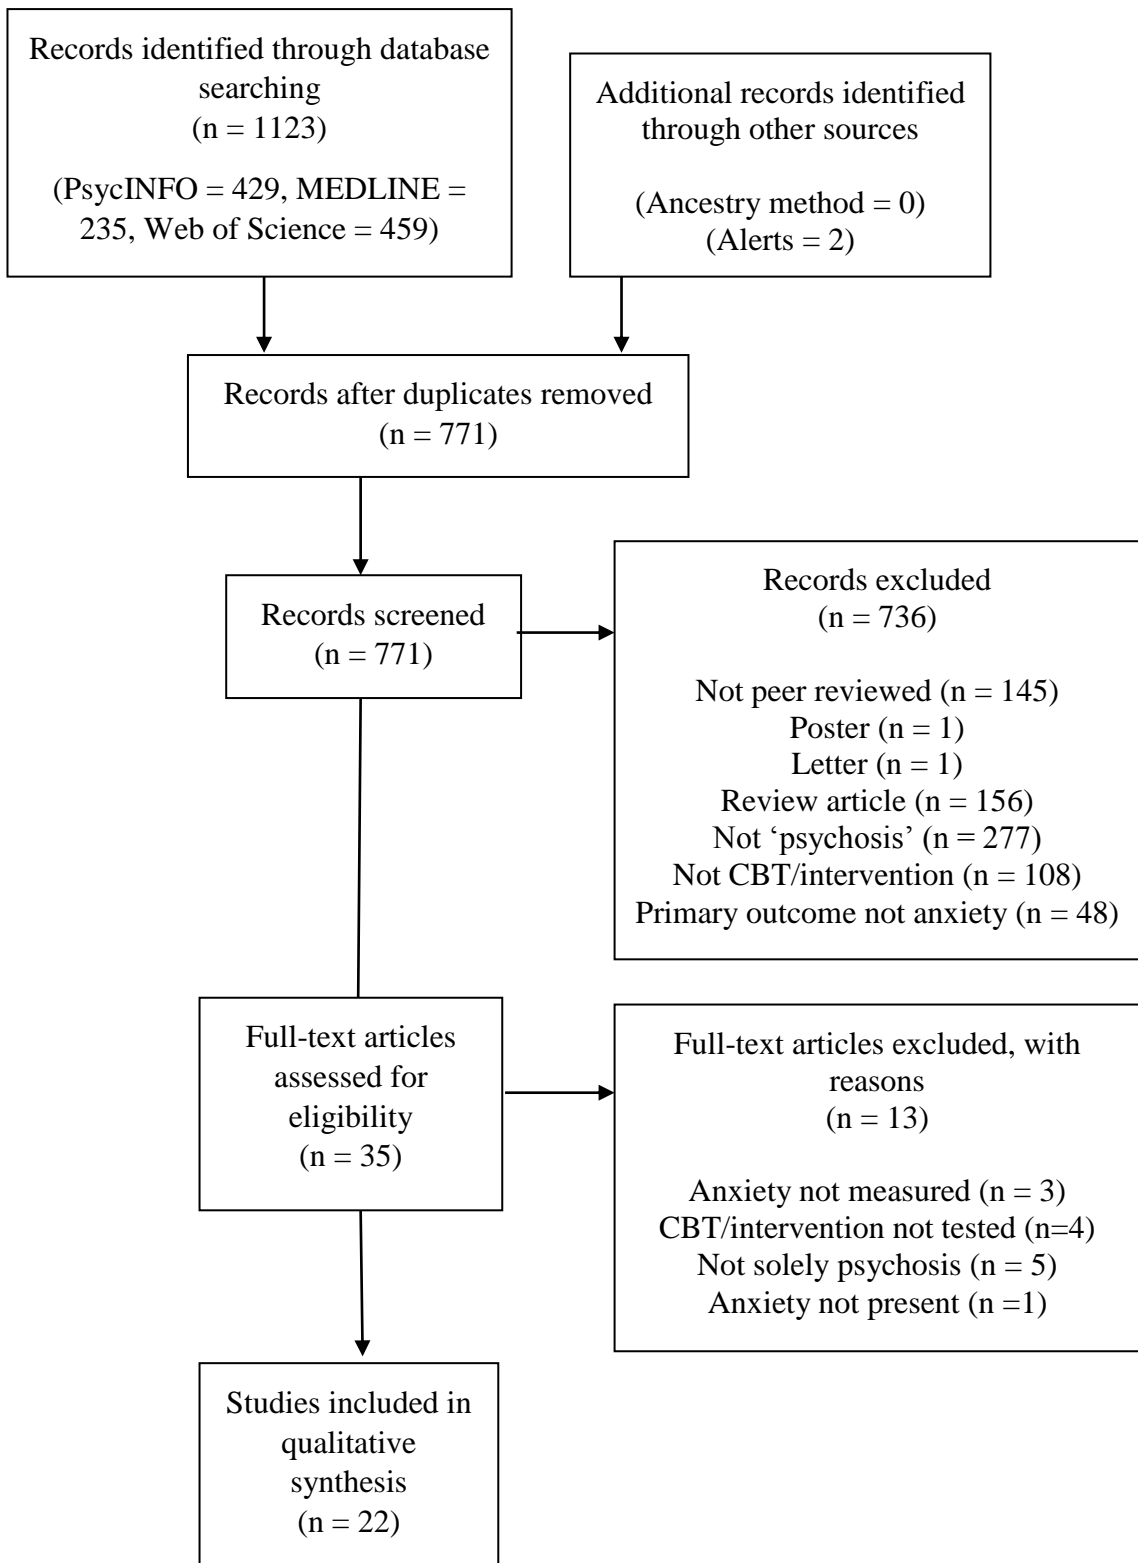 Records identified through database
searching
(n = 1123)
(PsycINFO = 429, MEDLINE =
235, Web of Science = 459)
Additional records identified
through other sources
(Ancestry method = 0)
(Alerts = 2)
Records after duplicates removed
(n = 771)
Records screened
(n = 771)
Records excluded
(n = 736)
Not peer reviewed (n = 145)
Poster (n = 1)
Letter (n = 1)
Review article (n = 156)
Not ‘psychosis’ (n = 277)
Not CBT/intervention (n = 108)
Primary outcome not anxiety (n = 48)
Full-text articles
assessed for
eligibility
(n = 35)
Full-text articles excluded, with
reasons
(n = 13)
Anxiety not measured (n = 3)
CBT/intervention not tested (n=4)
Not solely psychosis (n = 5)
Anxiety not present (n =1)
Studies included in
qualitative
synthesis
(n = 22)